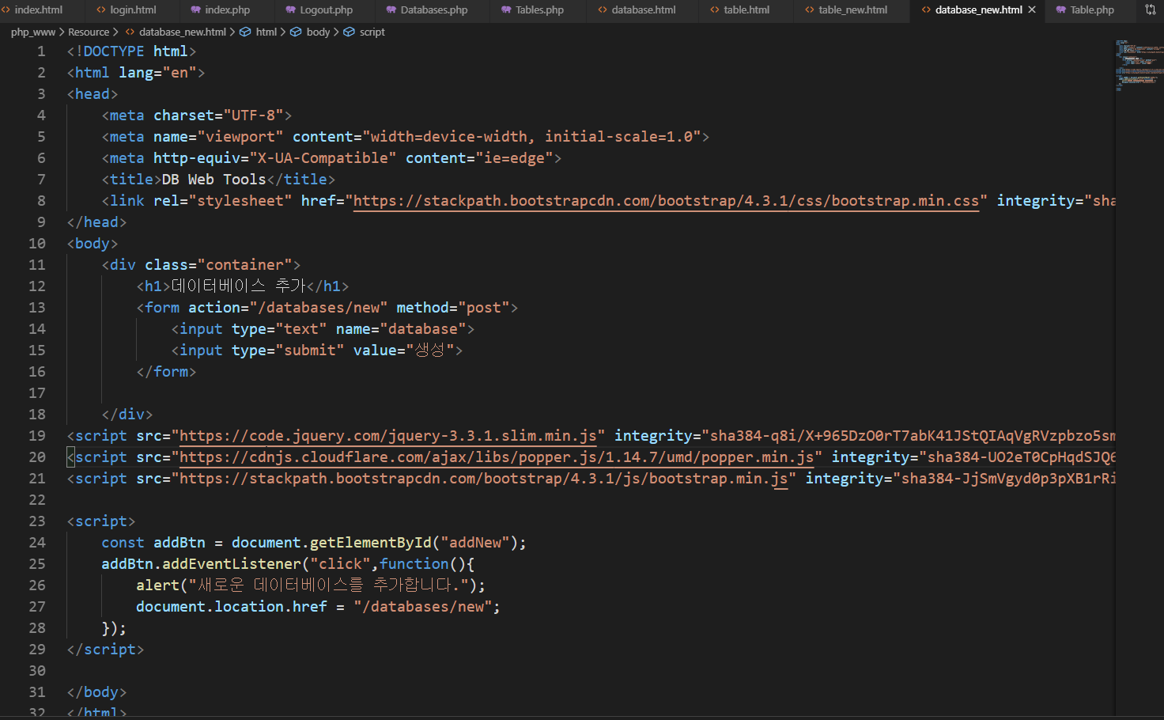 index.html login.html index.php Logout.php Databases.php Tables.php database.html table.html table_new.html database_new.html Table.php
php_www > Resource > database_new.html > html > body > script
1 <!DOCTYPE html>
2 <html lang="en">
3 <head>
4 <meta charset="UTF-8">
5 <meta name="viewport" content="width=device-width, initial-scale=1.0">
6 <meta http-equiv="X-UA-Compatible" content="ie=edge">
7 <title>DB Web Tools</title>
8 <link rel="stylesheet" href="https://stackpath.bootstrapcdn.com/bootstrap/4.3.1/css/bootstrap.min.css" integrity="sha
9 </head>
10 <body>
11 <div class="container">
12 <h1>데이터베이스 추가</h1>
13 <form action="/databases/new" method="post">
14 <input type="text" name="database">
15 <input type="submit" value="생성">
16 </form>
17
18 </div>
19 <script src="https://code.jquery.com/jquery-3.3.1.slim.min.js" integrity="sha384-q8i/X+965DzO0rT7abK41JStQIAqVgRVzpbzo5sm
20 <script src="https://cdnjs.cloudflare.com/ajax/libs/popper.js/1.14.7/umd/popper.min.js" integrity="sha384-UO2eT0CpHqdSJQ6
21 <script src="https://stackpath.bootstrapcdn.com/bootstrap/4.3.1/js/bootstrap.min.js" integrity="sha384-JjSmVgyd0p3pXB1rRi
22
23 <script>
24 const addBtn = document.getElementById("addNew");
25 addBtn.addEventListener("click",function(){
26 alert("새로운 데이터베이스를 추가합니다.");
27 document.location.href = "/databases/new";
28 });
29 </script>
30
31 </body>
32 </html>